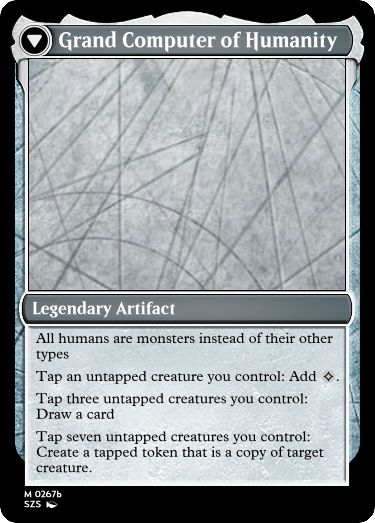 Grand Computer of Humanity
Legendary Artifact
All humans are monsters instead of their other
types
Tap an untapped creature you control: Add .
Tap three untapped creatures you control:
Draw a card
Tap seven untapped creatures you control:
Create a tapped token that is a copy of target
creature.
M 0267b
SZS